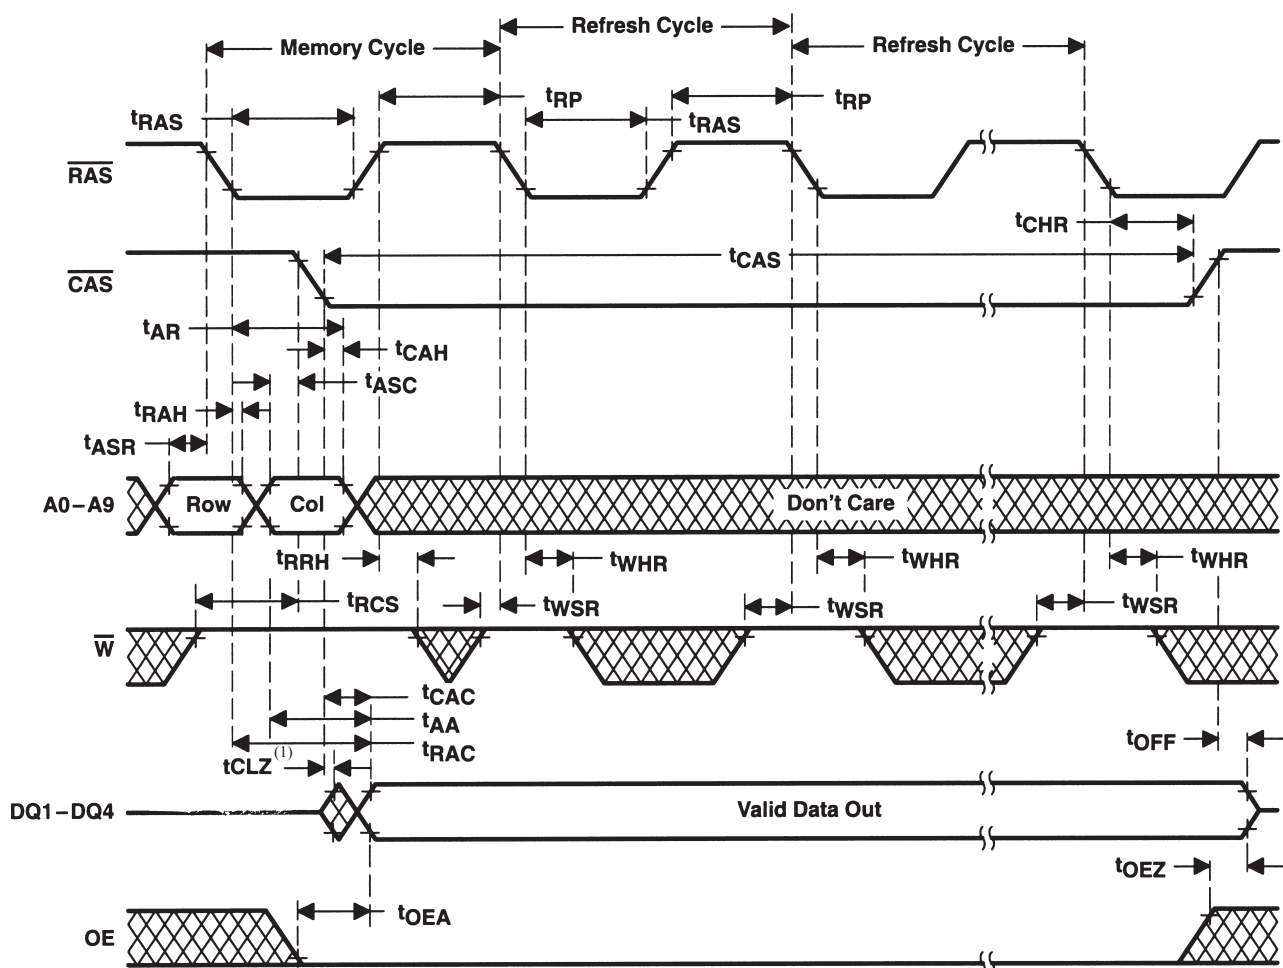 Refresh Cycle
Memory Cycle
Refresh Cycle
tRP
tRP
tRAS
tRAS
RAS
tCHR
tCAS
CAS
tAR
tCAH
tASC
tRAH
tASR
A0–A9
Row
Col
Don't Care
tRRH
tWHR
tWHR
tWHR
tRCS
tWSR
tWSR
tWSR
W
tCAC
tAA
tRAC
tOFF
tCLZ(1)
DQ1–DQ4
Valid Data Out
tOEZ
tOEA
OE